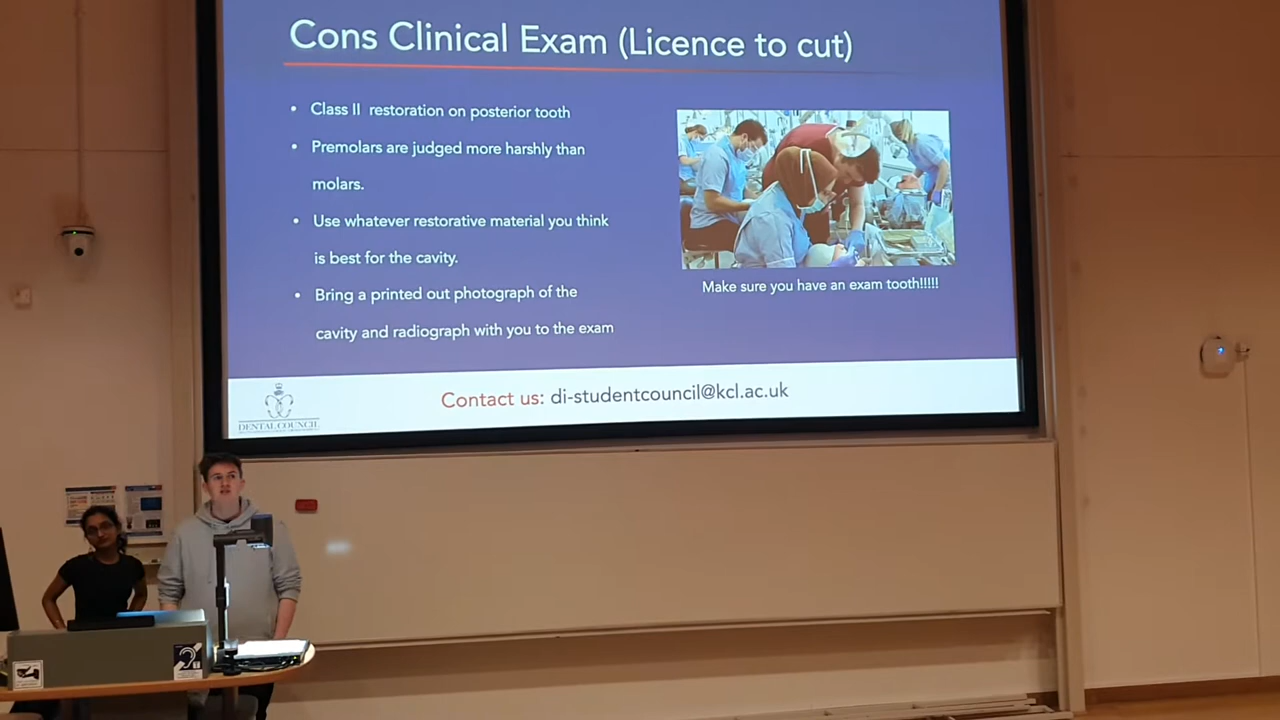 Cons Clinical Exam (Licence to cut)
• Class II restoration on posterior tooth
• Premolars are judged more harshly than
molars.
• Use whatever restorative material you think
is best for the cavity.
• Bring a printed out photograph of the
cavity and radiograph with you to the exam
Make sure you have an exam tooth!!!!!
Contact us: di-studentcouncil@kcl.ac.uk
DENTAL COUNCIL